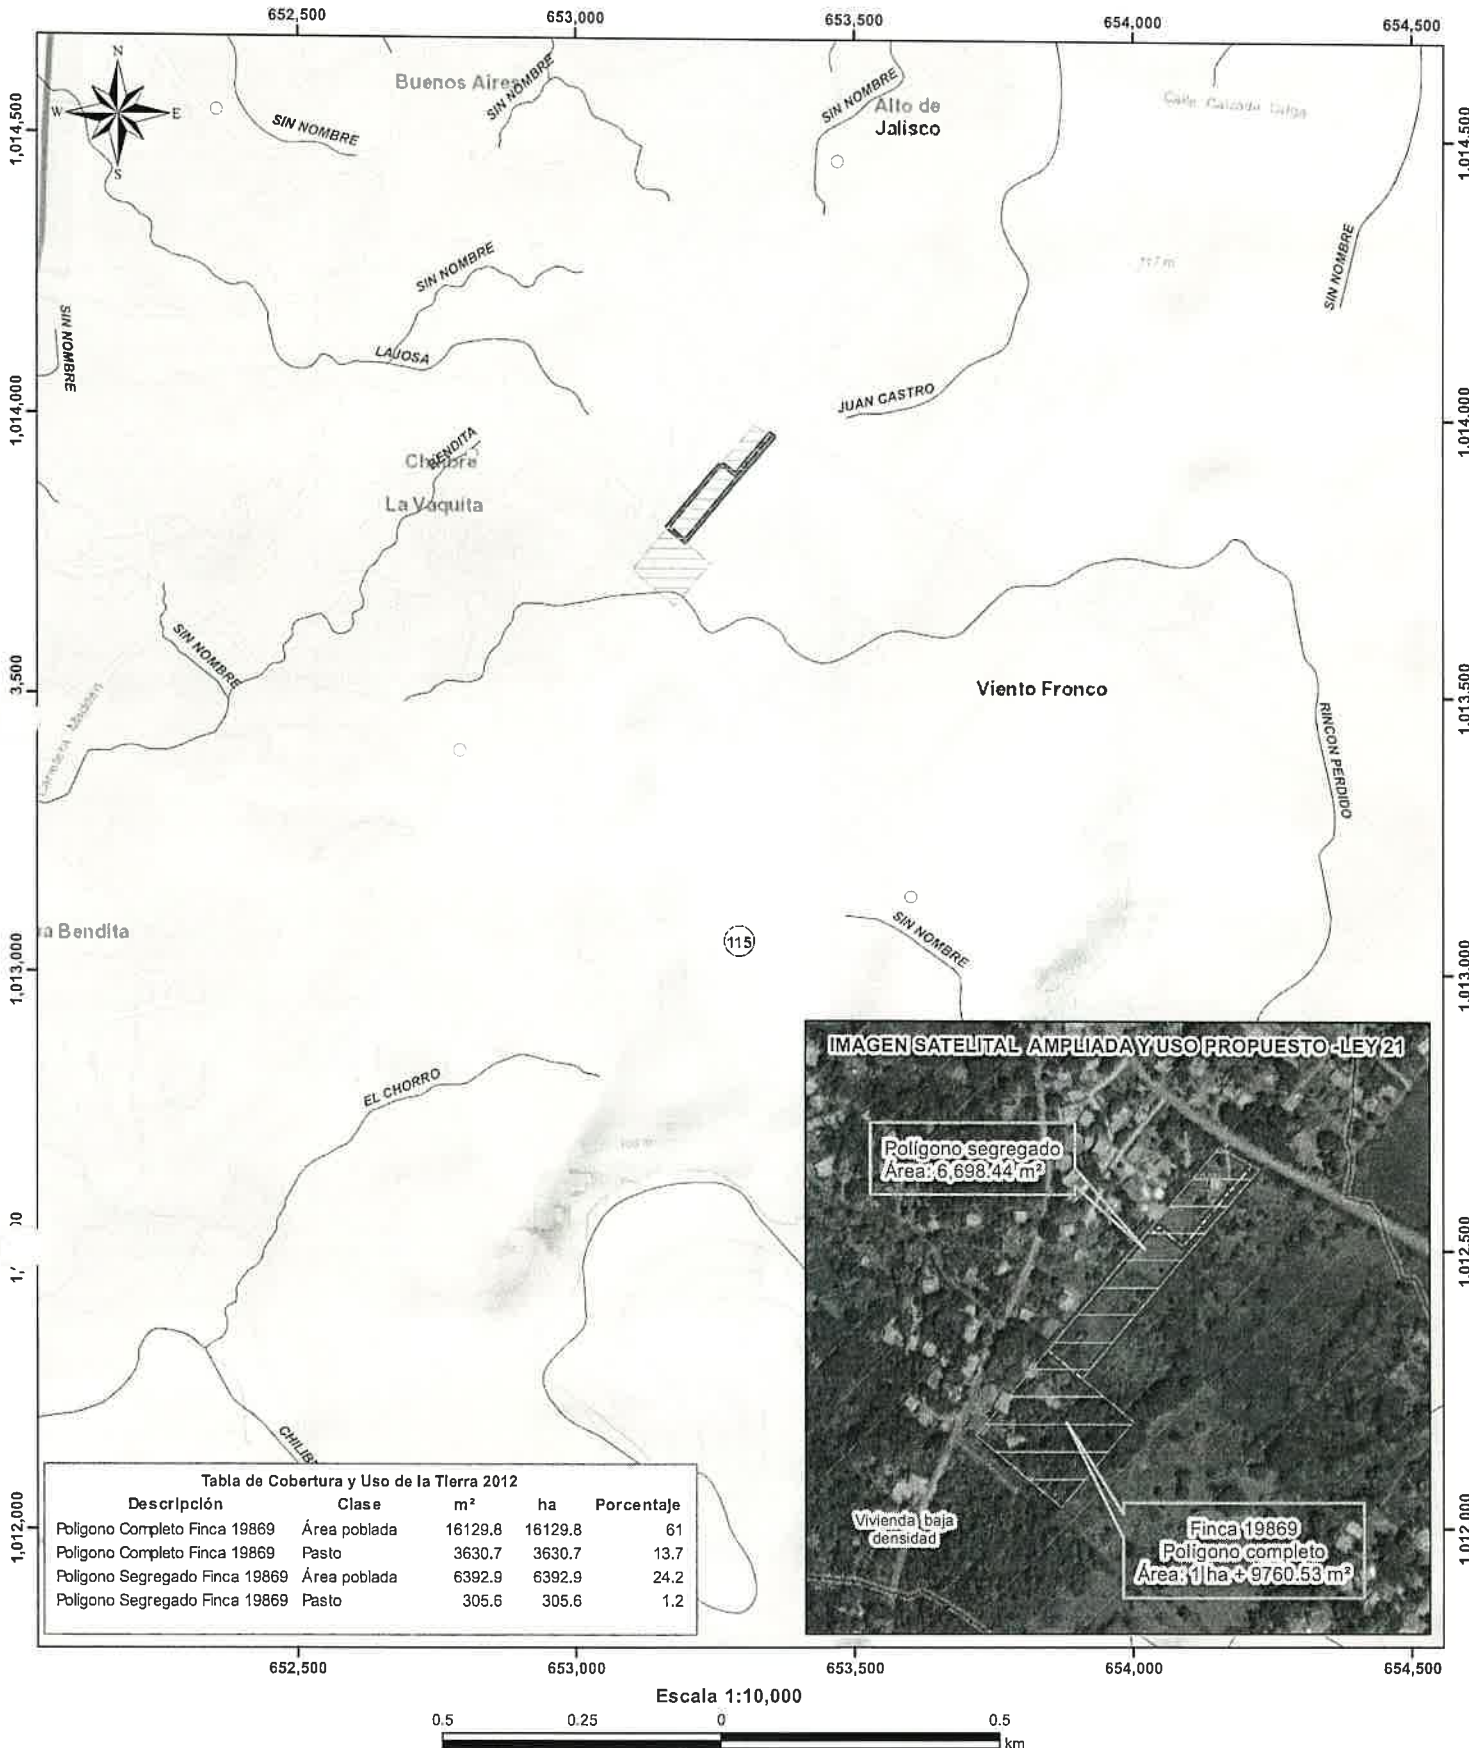 652,500
653,000
653,500
654,000
654,500
N
W
E
S
1,014,500
1,014,500
Buenos Aires
SIN NOMBRE
SIN NOMBRE
SIN NOMBRE
Alto de
Jalisco
SIN NOMBRE
SIN NOMBRE
SIN NOMBRE
LAJOSA
JUAN CASTRO
1,014,000
1,014,000
BENDITA
Chilibre
La Vaquita
SIN NOMBRE
3,500
1,013,500
Viento Fronco
RINCON PERDIDO
a Bendita
115
SIN NOMBRE
1,013,000
1,013,000
EL CHORRO
CHILIB
IMAGEN SATELITAL AMPLIADA Y USO PROPUESTO -LEY 21
Polígono segregado
Área: 6,698.44 m²
1,012,500
Vivienda baja
densidad
Finca 19869
Polígono completo
Área: 1 ha + 9760.53 m²
1,012,000
1,012,000
Tabla de Cobertura y Uso de la Tierra 2012
Descripción Clase m² ha Porcentaje
Poligono Completo Finca 19869 Área poblada 16129.8 16129.8 61
Poligono Completo Finca 19869 Pasto 3630.7 3630.7 13.7
Poligono Segregado Finca 19869 Área poblada 6392.9 6392.9 24.2
Poligono Segregado Finca 19869 Pasto 305.6 305.6 1.2
652,500
653,000
653,500
654,000
654,500
Escala 1:10,000
0.5
0.25
0
0.5
km